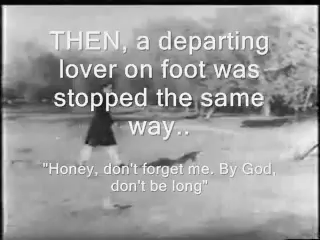 THEN, a departing
lover on foot was
stopped the same
way..
"Honey, don't forget me. By God,
don't be long"